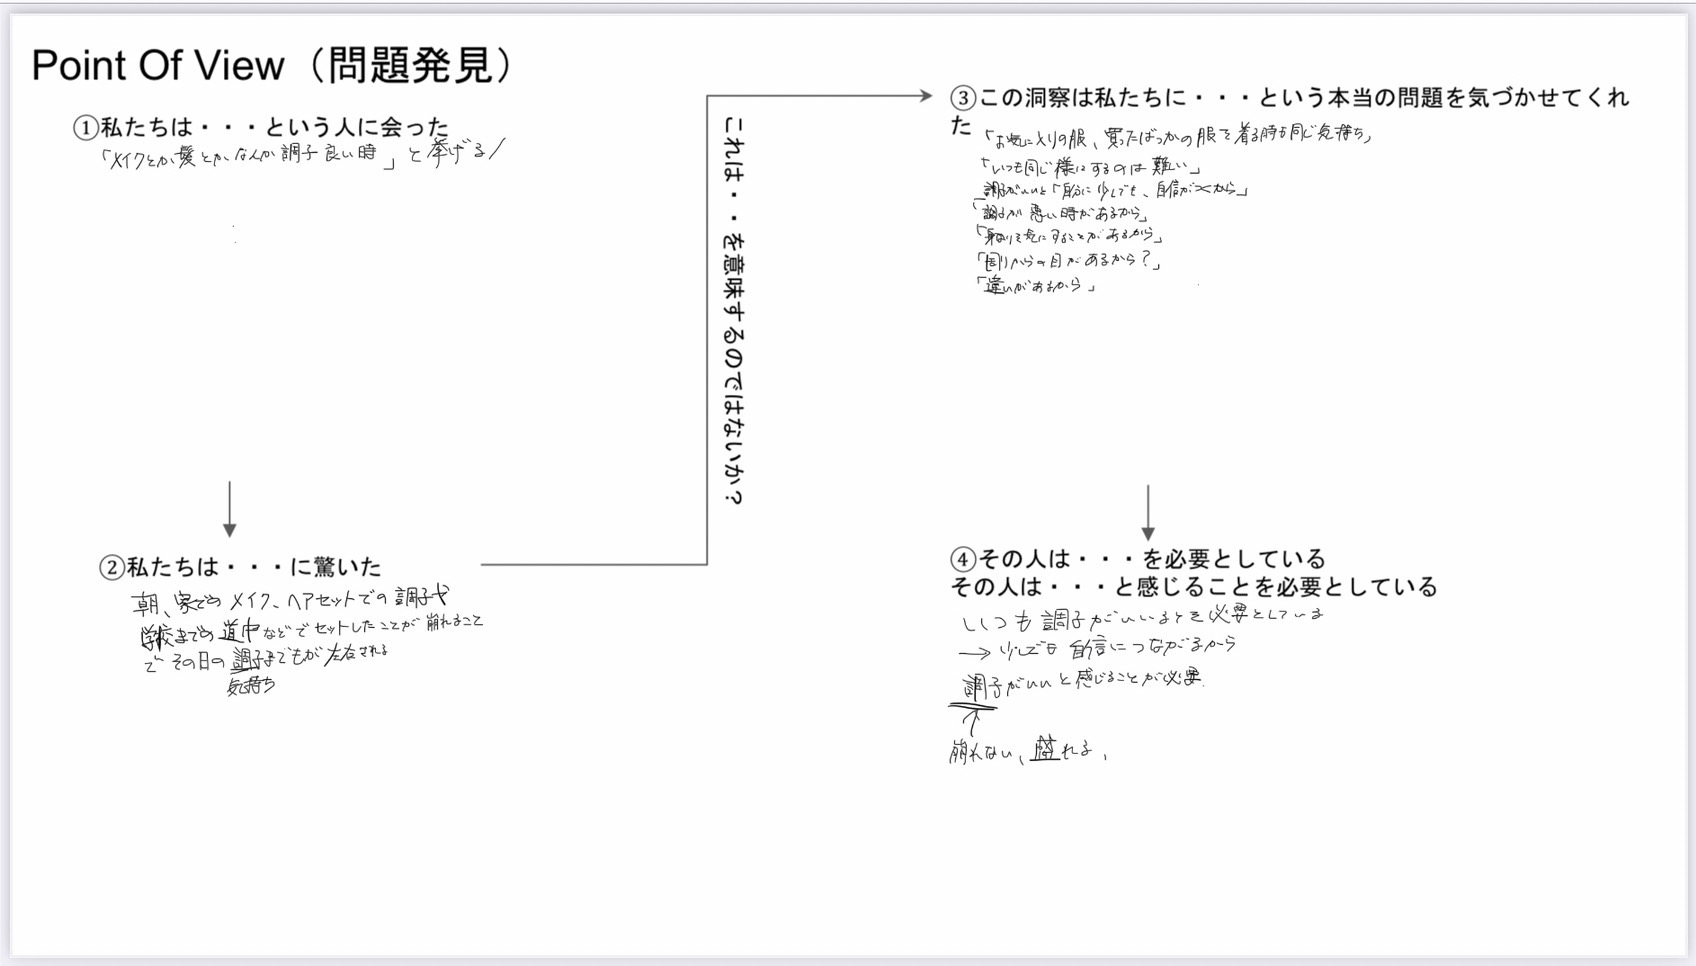 Point Of View（問題発見）
①私たちは・・・という人に会った
「メイクとか髪とかなんか調子良い時」と挙げる
②私たちは・・・に驚いた
朝、家でのメイク、ヘアセットでの調子や
学校までの道中などでセットしたことが崩れること
で その日の調子までもが左右される
気持ち
これは・・を意味するのではないか？
③この洞察は私たちに・・・という本当の問題を気づかせてくれ
た
「お気に入りの服、買ったばっかの服を着る時も同じ気持ち」
「いつも同じ様にするのは難しい」
調子がいいと「自分に少しでも、自信がつくから」
「調子が悪い時があるから」
「身なりを気にすることがあるから」
「周りからの目があるから？」
「違いがあるから」
④その人は・・・を必要としている
その人は・・・と感じることを必要としている
いつも調子がいいを必要としている
→少しでも自信につながるから
調子がいいと感じることが必要.
崩れない、盛れる、